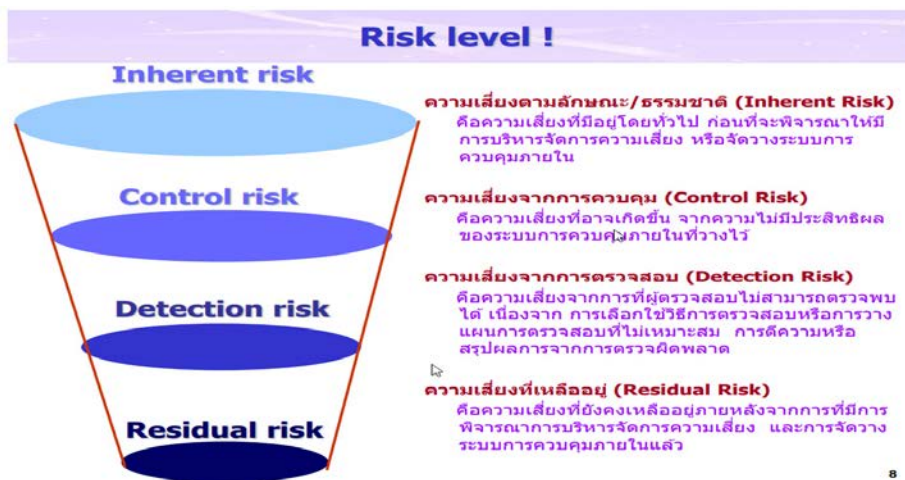 Risk level !
Inherent risk
Control risk
Detection risk
Residual risk
ความเสี่ยงตามลักษณะ/ธรรมชาติ (Inherent Risk)
คือความเสี่ยงที่มีอยู่โดยทั่วไป ก่อนที่จะพิจารณาให้มี
การบริหารจัดการความเสี่ยง หรือจัดวางระบบการ
ควบคุมภายใน
ความเสี่ยงจากการควบคุม (Control Risk)
คือความเสี่ยงที่อาจเกิดขึ้น จากความไม่มีประสิทธิผล
ของระบบการควบคุมภายในที่วางไว้
ความเสี่ยงจากการตรวจสอบ (Detection Risk)
คือความเสี่ยงจากการที่ผู้ตรวจสอบไม่สามารถตรวจพบ
ได้ เนื่องจาก การเลือกใช้วิธีการตรวจสอบหรือการวาง
แผนการตรวจสอบที่ไม่เหมาะสม การตีความหรือ
สรุปผลการจากการตรวจผิดพลาด
ความเสี่ยงที่เหลืออยู่ (Residual Risk)
คือความเสี่ยงที่ยังคงเหลืออยู่ภายหลังจากการที่มีการ
พิจารณาการบริหารจัดการความเสี่ยง และการจัดวาง
ระบบการควบคุมภายในแล้ว
8